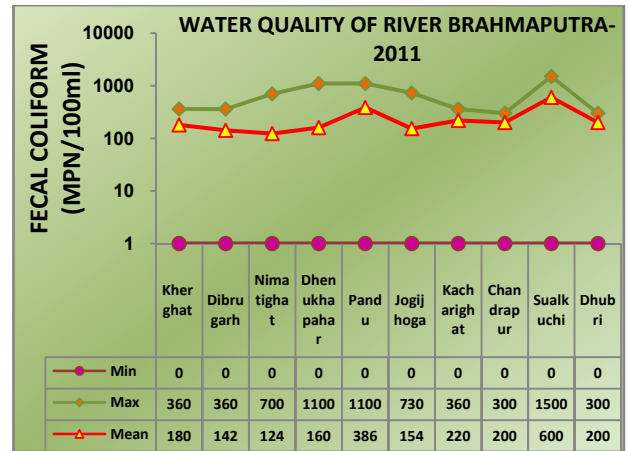 WATER QUALITY OF RIVER BRAHMAPUTRA-
2011
FECAL COLIFORM
(MPN/100ml)
10000
1000
100
10
1
Kher
ghat
Dibru
garh
Nima
tigha
t
Dhen
ukha
paha
r
Pand
u
Jogij
hoga
Kach
arigh
at
Chan
drap
ur
Sualk
uchi
Dhub
ri
Min 0 0 0 0 0 0 0 0 0 0
Max 360 360 700 1100 1100 730 360 300 1500 300
Mean 180 142 124 160 386 154 220 200 600 200